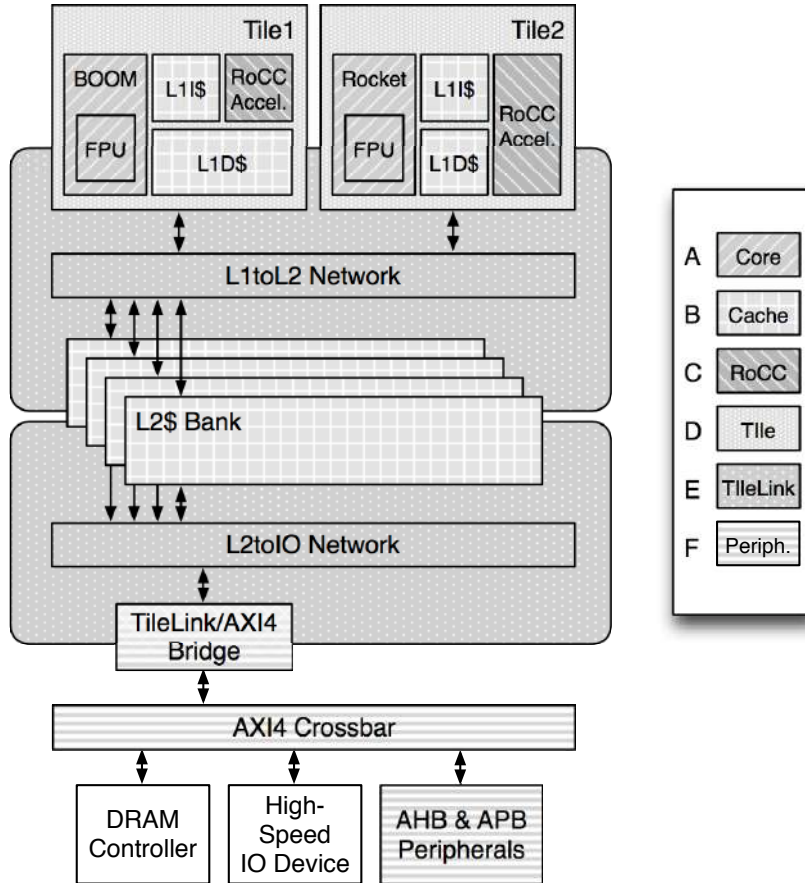 Tile1
BOOM
FPU
L1I$
RoCC
Accel.
L1D$
Tile2
Rocket
FPU
L1I$
L1D$
RoCC
Accel.
L1toL2 Network
L2$ Bank
L2toIO Network
TileLink/AXI4
Bridge
AXI4 Crossbar
DRAM
Controller
High-
Speed
IO Device
AHB & APB
Peripherals
A Core
B Cache
C RoCC
D TIle
E TIleLink
F Periph.